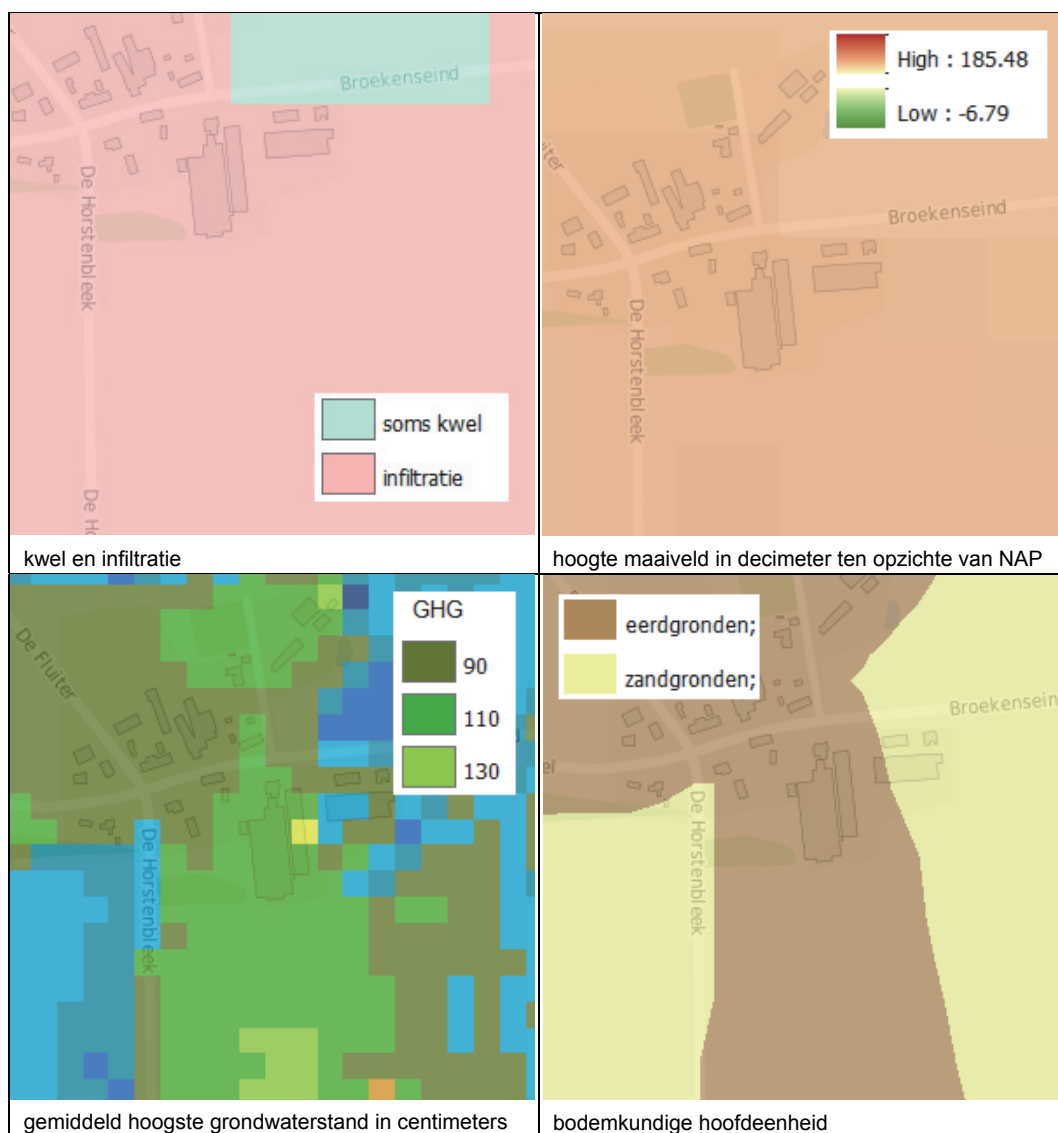 Broekenseind
De Horstenbleek
De Ho
soms kwel
infiltratie
kwel en infiltratie
High : 185.48
Low : -6.79
uiter
Broekenseind
De Horstenbleek
hoogte maaiveld in decimeter ten opzichte van NAP
GHG
90
110
130
De Fluiter
De Horstenbleek
gemiddeld hoogste grondwaterstand in centimeters
eerdgronden;
zandgronden;
Broekensein
el
De Horstenbleek
bodemkundige hoofdeenheid